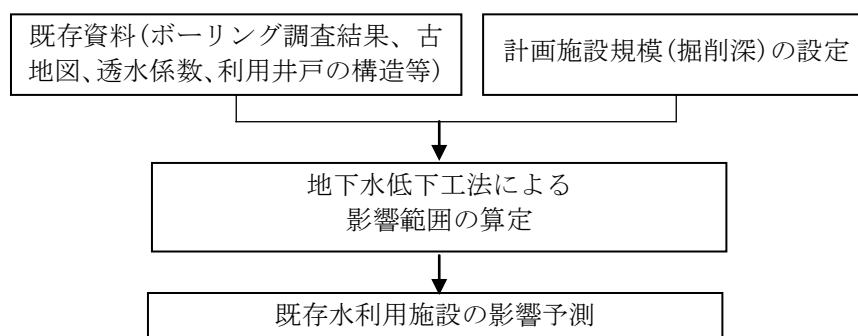 既存資料(ボーリング調査結果、古
地図、透水係数、利用井戸の構造等)
計画施設規模(掘削深)の設定
地下水低下工法による
影響範囲の算定
既存水利用施設の影響予測